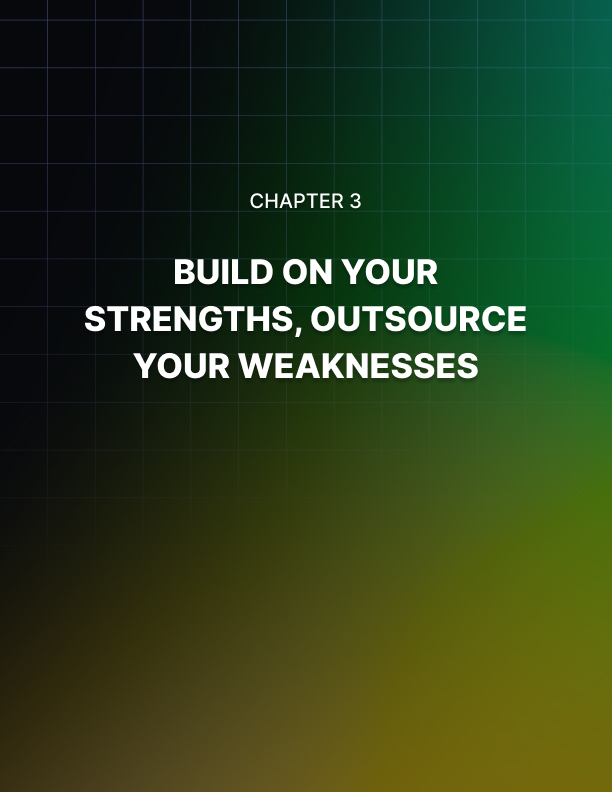 CHAPTER 3
BUILD ON YOUR
STRENGTHS, OUTSOURCE
YOUR WEAKNESSES